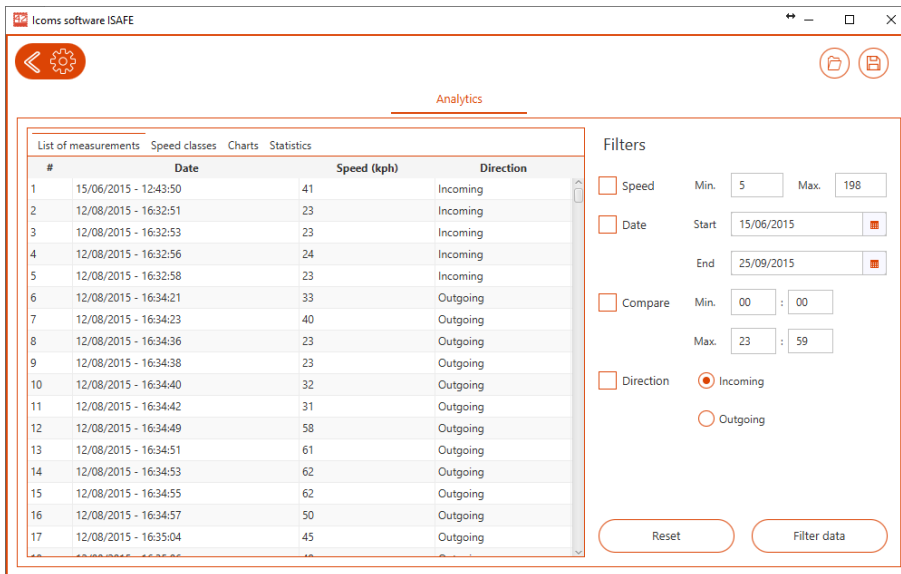 Icoms software ISAFE
Analytics
List of measurements Speed classes Charts Statistics
# Date Speed (kph) Direction
1 15/06/2015 - 12:43:50 41 Incoming
2 12/08/2015 - 16:32:51 23 Incoming
3 12/08/2015 - 16:32:53 23 Incoming
4 12/08/2015 - 16:32:56 24 Incoming
5 12/08/2015 - 16:32:58 23 Incoming
6 12/08/2015 - 16:34:21 33 Outgoing
7 12/08/2015 - 16:34:23 40 Outgoing
8 12/08/2015 - 16:34:36 23 Outgoing
9 12/08/2015 - 16:34:38 23 Outgoing
10 12/08/2015 - 16:34:40 32 Outgoing
11 12/08/2015 - 16:34:42 31 Outgoing
12 12/08/2015 - 16:34:49 58 Outgoing
13 12/08/2015 - 16:34:51 61 Outgoing
14 12/08/2015 - 16:34:53 62 Outgoing
15 12/08/2015 - 16:34:55 62 Outgoing
16 12/08/2015 - 16:34:57 50 Outgoing
17 12/08/2015 - 16:35:04 45 Outgoing
Filters
Speed Min. 5 Max. 198
Date Start 15/06/2015
End 25/09/2015
Compare Min. 00 : 00
Max. 23 : 59
Direction Incoming
Outgoing
Reset Filter data